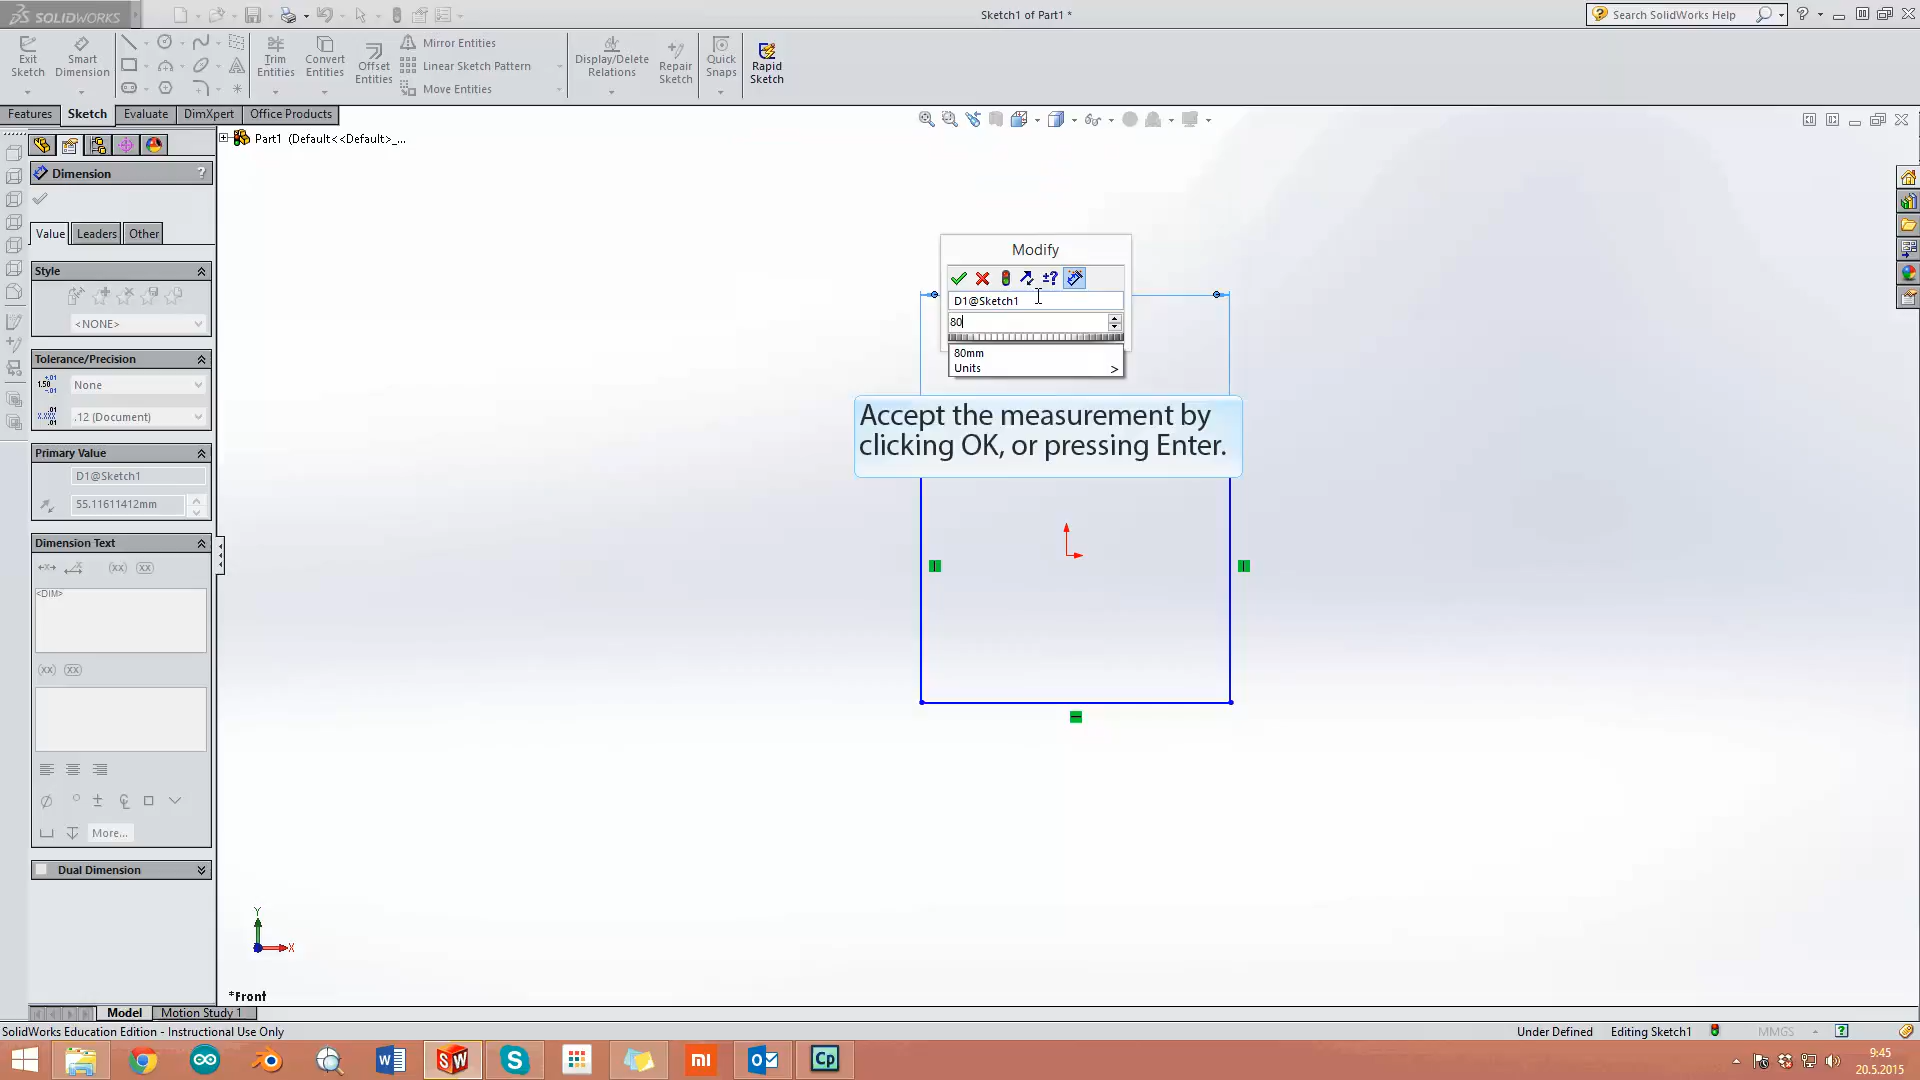 SOLIDWORKS
Sketch1 of Part1 *
Search SolidWorks Help
Exit Sketch
Smart Dimension
Trim Entities
Convert Entities
Offset Entities
Mirror Entities
Linear Sketch Pattern
Move Entities
Display/Delete Relations
Repair Sketch
Quick Snaps
Rapid Sketch
Features
Sketch
Evaluate
DimXpert
Office Products
Part1 (Default<<Default>_...
Dimension
?
Value
Leaders
Other
Style
<NONE>
Tolerance/Precision
None
.12 (Document)
Primary Value
D1@Sketch1
55.11611412mm
Dimension Text
(xx) (xx)
<DIM>
(xx) (xx)
More...
Dual Dimension
Modify
D1@Sketch1
80
80mm
Units >
Accept the measurement by
clicking OK, or pressing Enter.
Y
X
*Front
Model
Motion Study 1
SolidWorks Education Edition - Instructional Use Only
Under Defined
Editing Sketch1
MMGS
9:45
20.5.2015